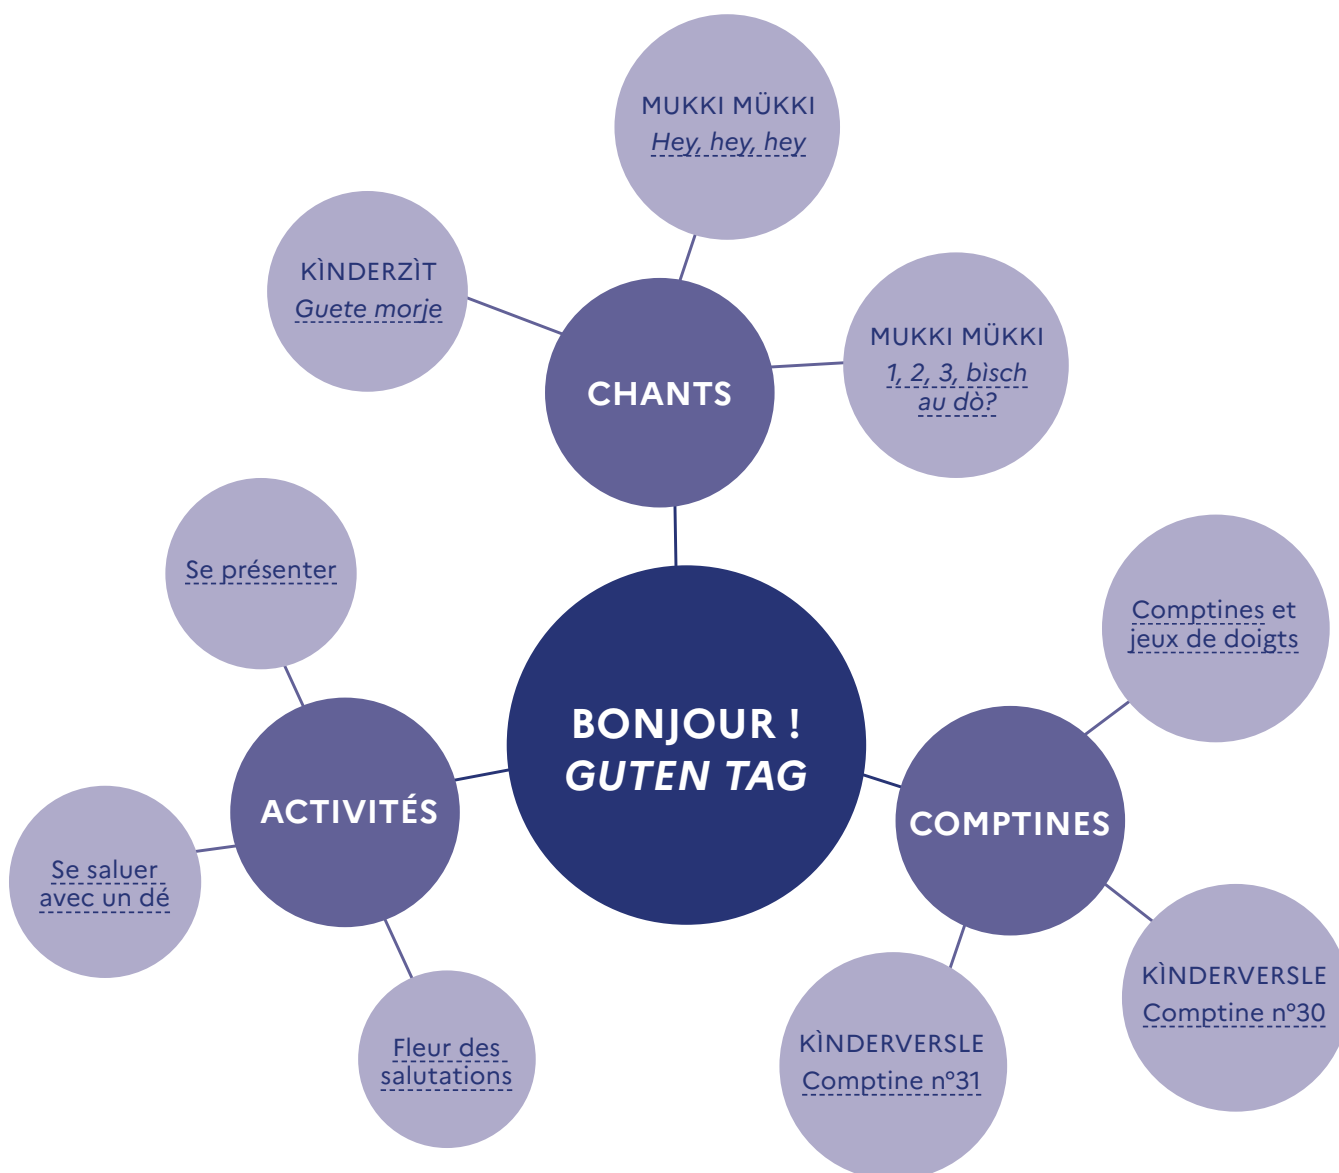 MUKKI MÜKKI
Hey, hey, hey
KÌNDERZÌT
Guete morje
MUKKI MÜKKI
1, 2, 3, bìsch
au dò?
CHANTS
Se présenter
Comptines et
jeux de doigts
BONJOUR !
GUTEN TAG
ACTIVITÉS
COMPTINES
Se saluer
avec un dé
Fleur des
salutations
KÌNDERVERSLE
Comptine n°31
KÌNDERVERSLE
Comptine n°30